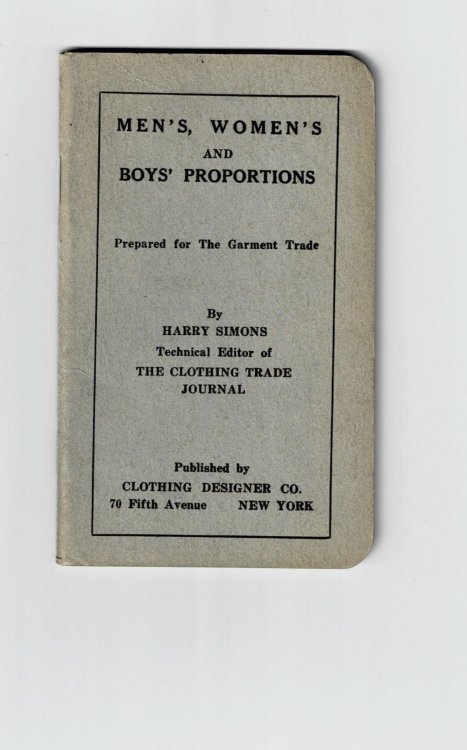 MEN'S, WOMEN'S
AND
BOYS' PROPORTIONS
Prepared for The Garment Trade
By
HARRY SIMONS
Technical Editor of
THE CLOTHING TRADE
JOURNAL
Published by
CLOTHING DESIGNER CO.
70 Fifth Avenue NEW YORK